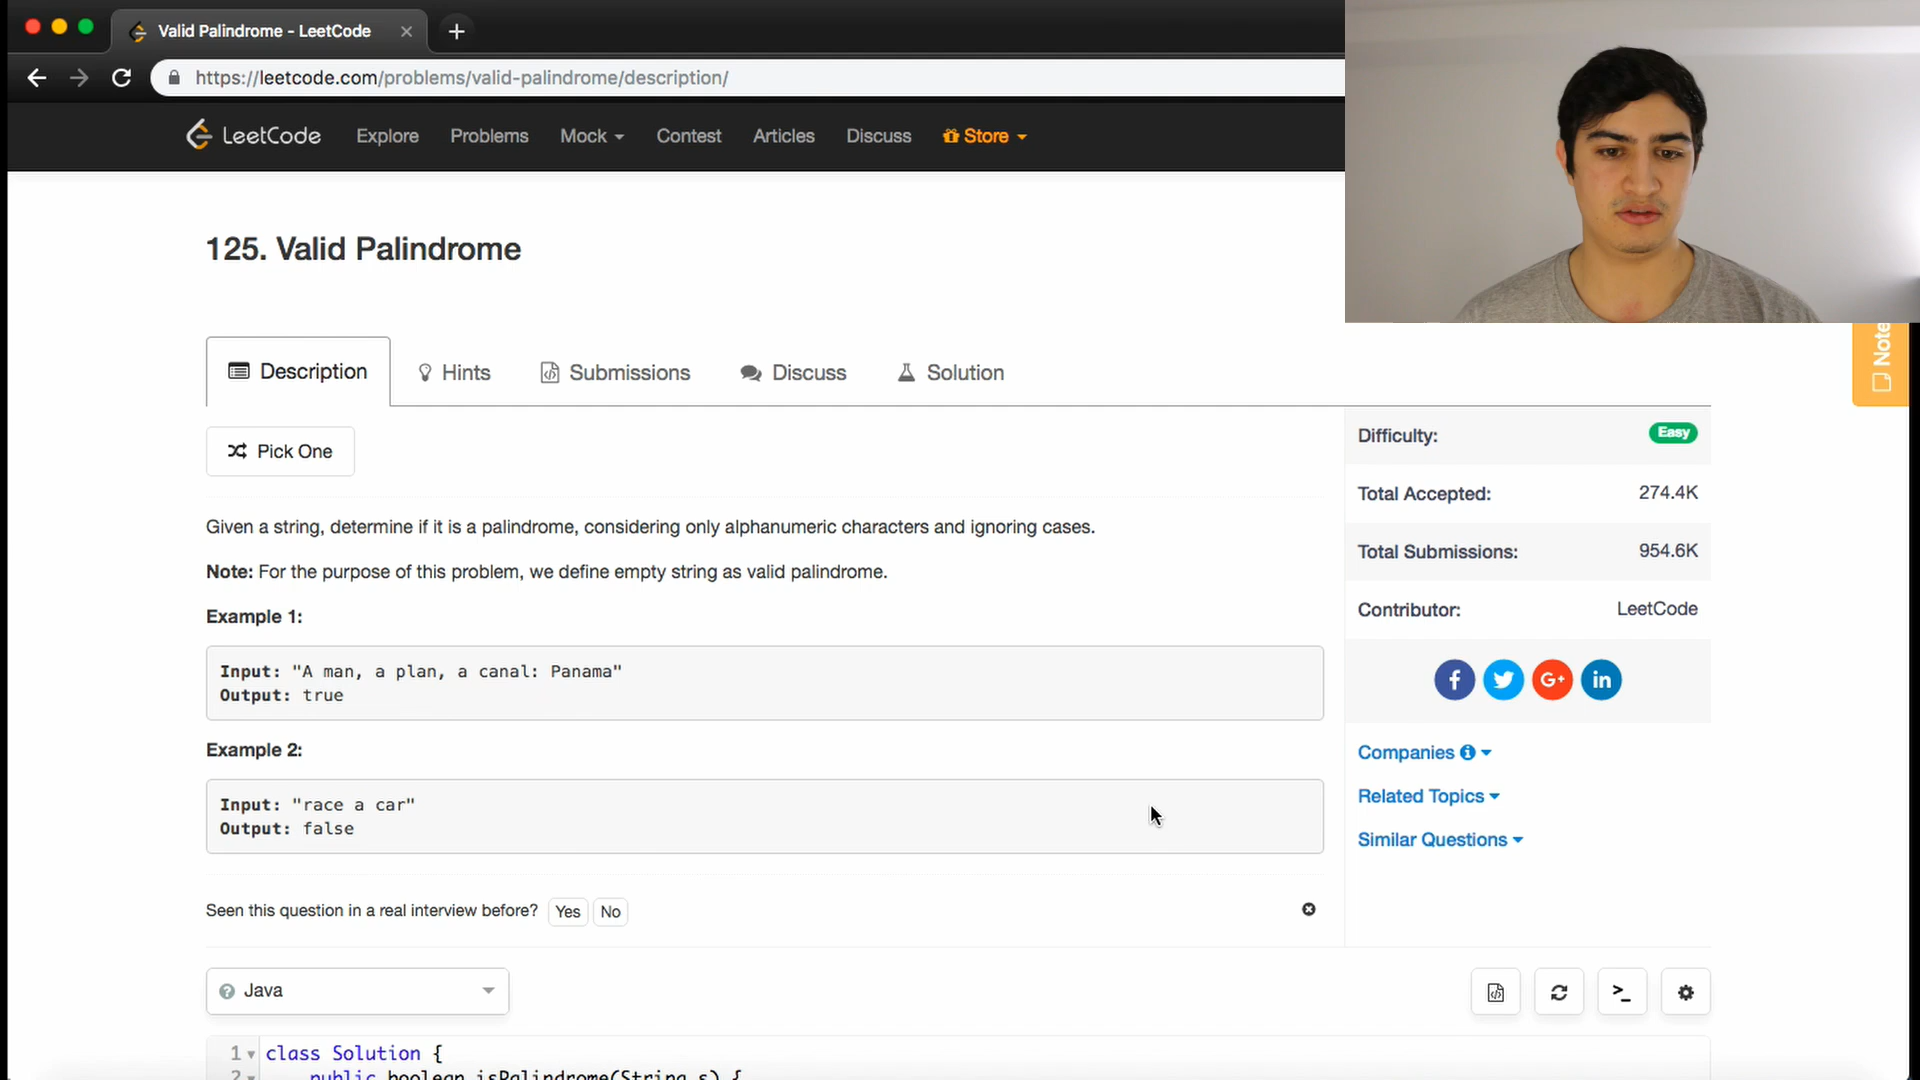 Valid Palindrome - LeetCode
https://leetcode.com/problems/valid-palindrome/description/
LeetCode Explore Problems Mock Contest Articles Discuss Store
125. Valid Palindrome
Note
Description Hints Submissions Discuss Solution
Pick One
Difficulty: Easy
Total Accepted: 274.4K
Given a string, determine if it is a palindrome, considering only alphanumeric characters and ignoring cases.
Total Submissions: 954.6K
Note: For the purpose of this problem, we define empty string as valid palindrome.
Contributor: LeetCode
Example 1:
Input: "A man, a plan, a canal: Panama"
Output: true
Example 2:
Input: "race a car"
Output: false
Companies
Related Topics
Similar Questions
Seen this question in a real interview before? Yes No
Java
1 class Solution {
2 public boolean isPalindrome(String s) {